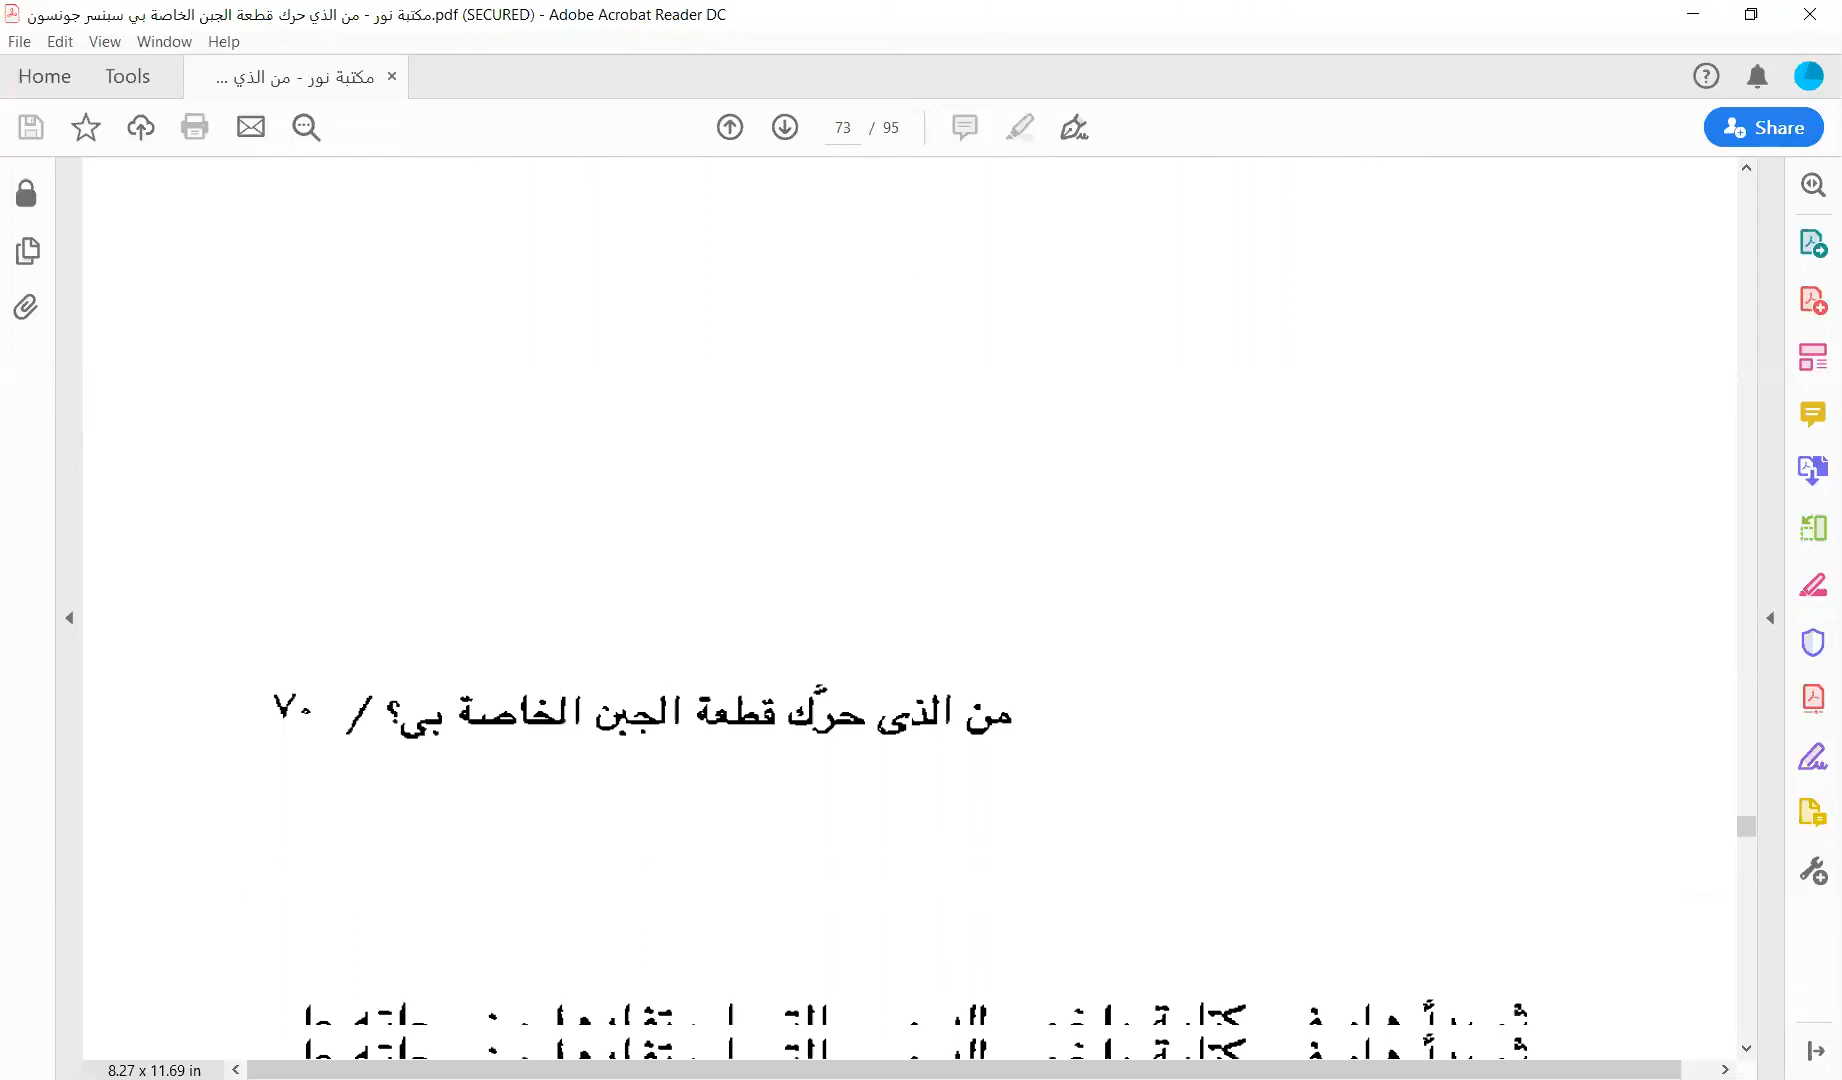 مكتبة نور - من الذي حرك قطعة الجبن الخاصة بي سبنسر جونسون.pdf (SECURED) - Adobe Acrobat Reader DC
File Edit View Window Help
Home Tools مكتبة نور - من الذي ... ×
73 / 95
Share
من الذى حرَّك قطعة الجبن الخاصة بى؟ / ٧٠
8.27 x 11.69 in